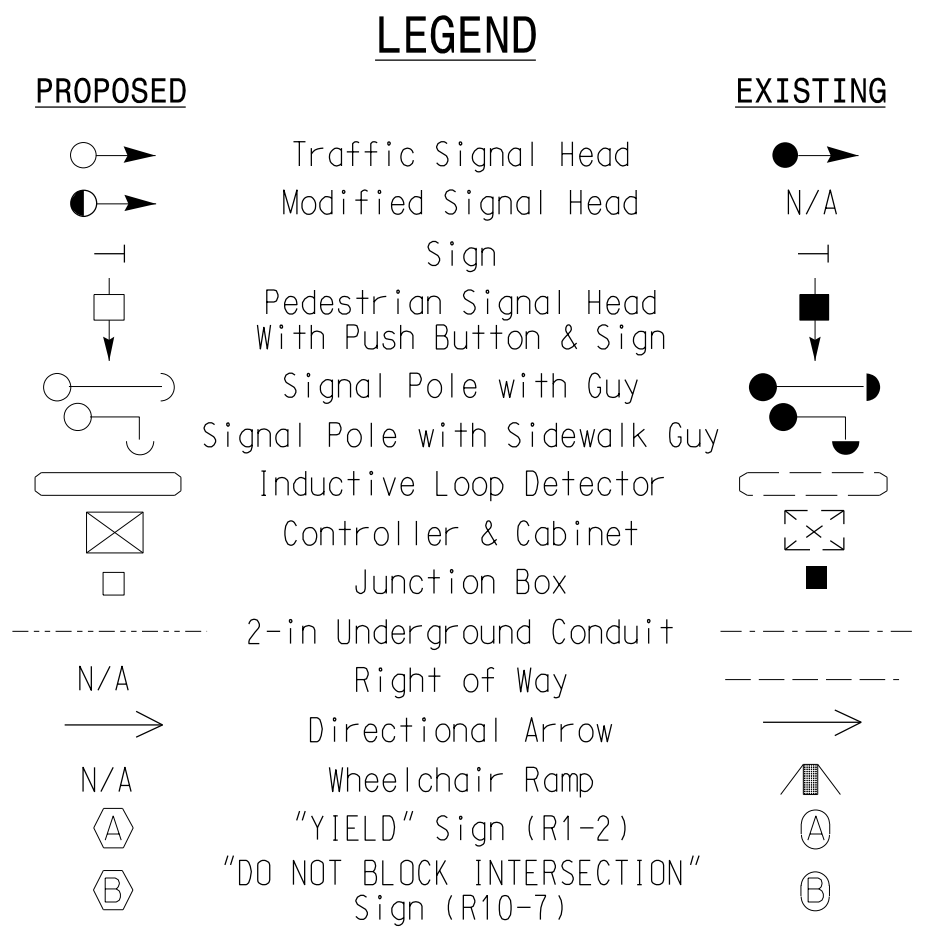 LEGEND
PROPOSED EXISTING
Traffic Signal Head
Modified Signal Head N/A
Sign
Pedestrian Signal Head
With Push Button & Sign
Signal Pole with Guy
Signal Pole with Sidewalk Guy
Inductive Loop Detector
Controller & Cabinet
Junction Box
2-in Underground Conduit
N/A Right of Way
Directional Arrow
N/A Wheelchair Ramp
A "YIELD" Sign (R1-2) A
"DO NOT BLOCK INTERSECTION"
B B
Sign (R10-7)